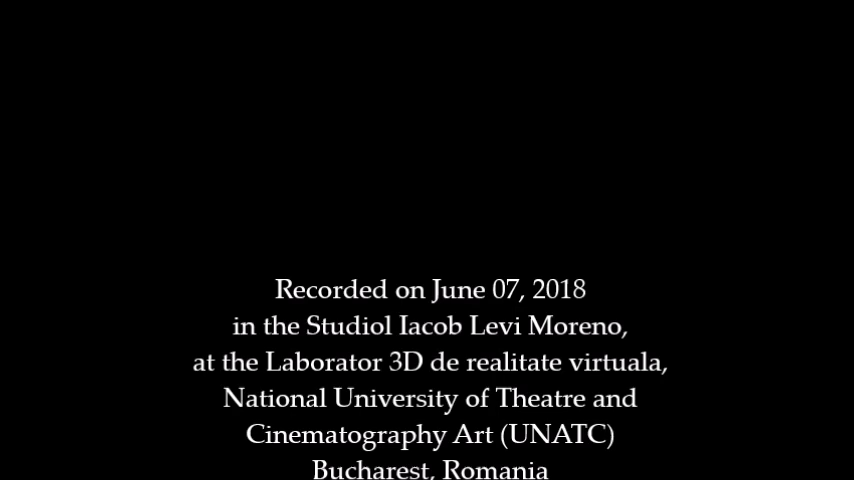 Recorded on June 07, 2018
in the Studiol Iacob Levi Moreno,
at the Laborator 3D de realitate virtuala,
National University of Theatre and
Cinematography Art (UNATC)
Bucharest, Romania